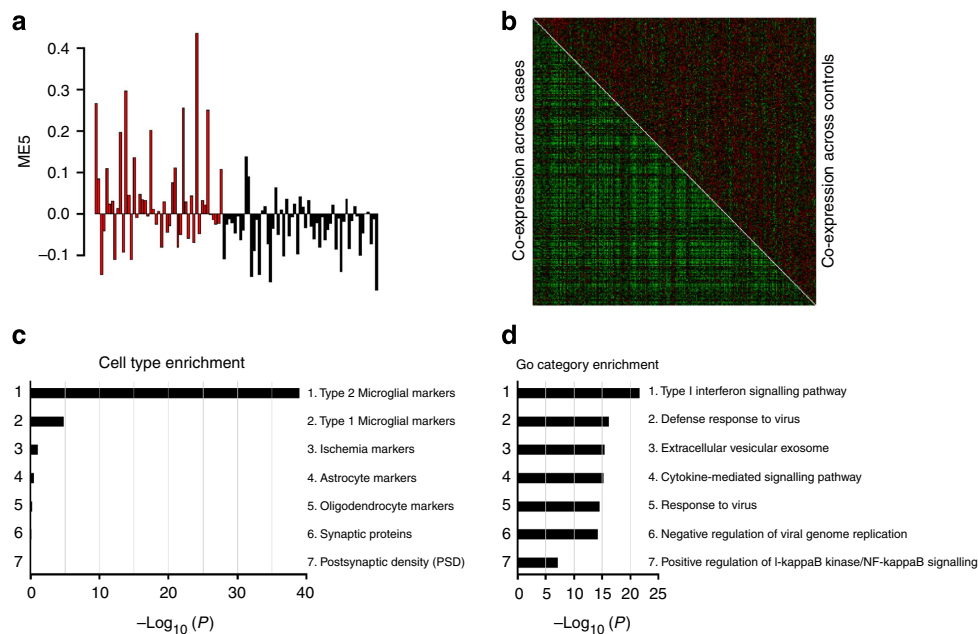 a
0.4
0.3
0.2
0.1
0.0
–0.1
ME5
b
Co-expression across cases
Co-expression across controls
c
Cell type enrichment
1
2
3
4
5
6
7
1. Type 2 Microglial markers
2. Type 1 Microglial markers
3. Ischemia markers
4. Astrocyte markers
5. Oligodendrocyte markers
6. Synaptic proteins
7. Postsynaptic density (PSD)
0 10 20 30 40
–Log10 (P)
d
Go category enrichment
1
2
3
4
5
6
7
1. Type I interferon signalling pathway
2. Defense response to virus
3. Extracellular vesicular exosome
4. Cytokine-mediated signalling pathway
5. Response to virus
6. Negative regulation of viral genome replication
7. Positive regulation of I-kappaB kinase/NF-kappaB signalling
0 5 10 15 20 25
–Log10 (P)